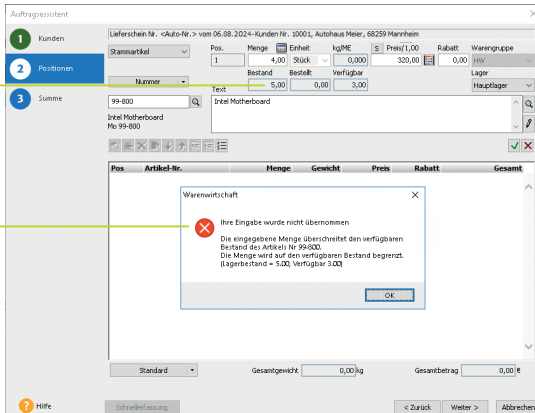 Auftragsassistent
1 Kunden
2 Positionen
3 Summe
Lieferschein Nr. <Auto-Nr.> vom 06.08.2024-Kunden Nr. 10001, Autohaus Meier, 68259 Mannheim
Stammartikel
Pos. Menge Einheit kg/ME S Preis/1,00 Rabatt Warengruppe
1 4,00 Stück 0,000 320,00 0,00 HW
Bestand Bestellt Verfügbar Lager
Nummer 5,00 0,00 3,00 Hauptlager
Text
99-800 Intel Motherboard
Intel Motherboard
Mo 99-800
Pos Artikel-Nr. Menge Gewicht Preis Rabatt Gesamt
Warenwirtschaft
Ihre Eingabe wurde nicht übernommen
Die eingegebene Menge überschreitet den verfügbaren
Bestand des Artikels Nr 99-800.
Die Menge wird auf den verfügbaren Bestand begrenzt.
(Lagerbestand = 5.00, Verfügbar 3.00)
OK
Standard Gesamtgewicht 0,00 kg Gesamtbetrag 0,00 €
? Hilfe Schnellerfassung < Zurück Weiter > Abbrechen